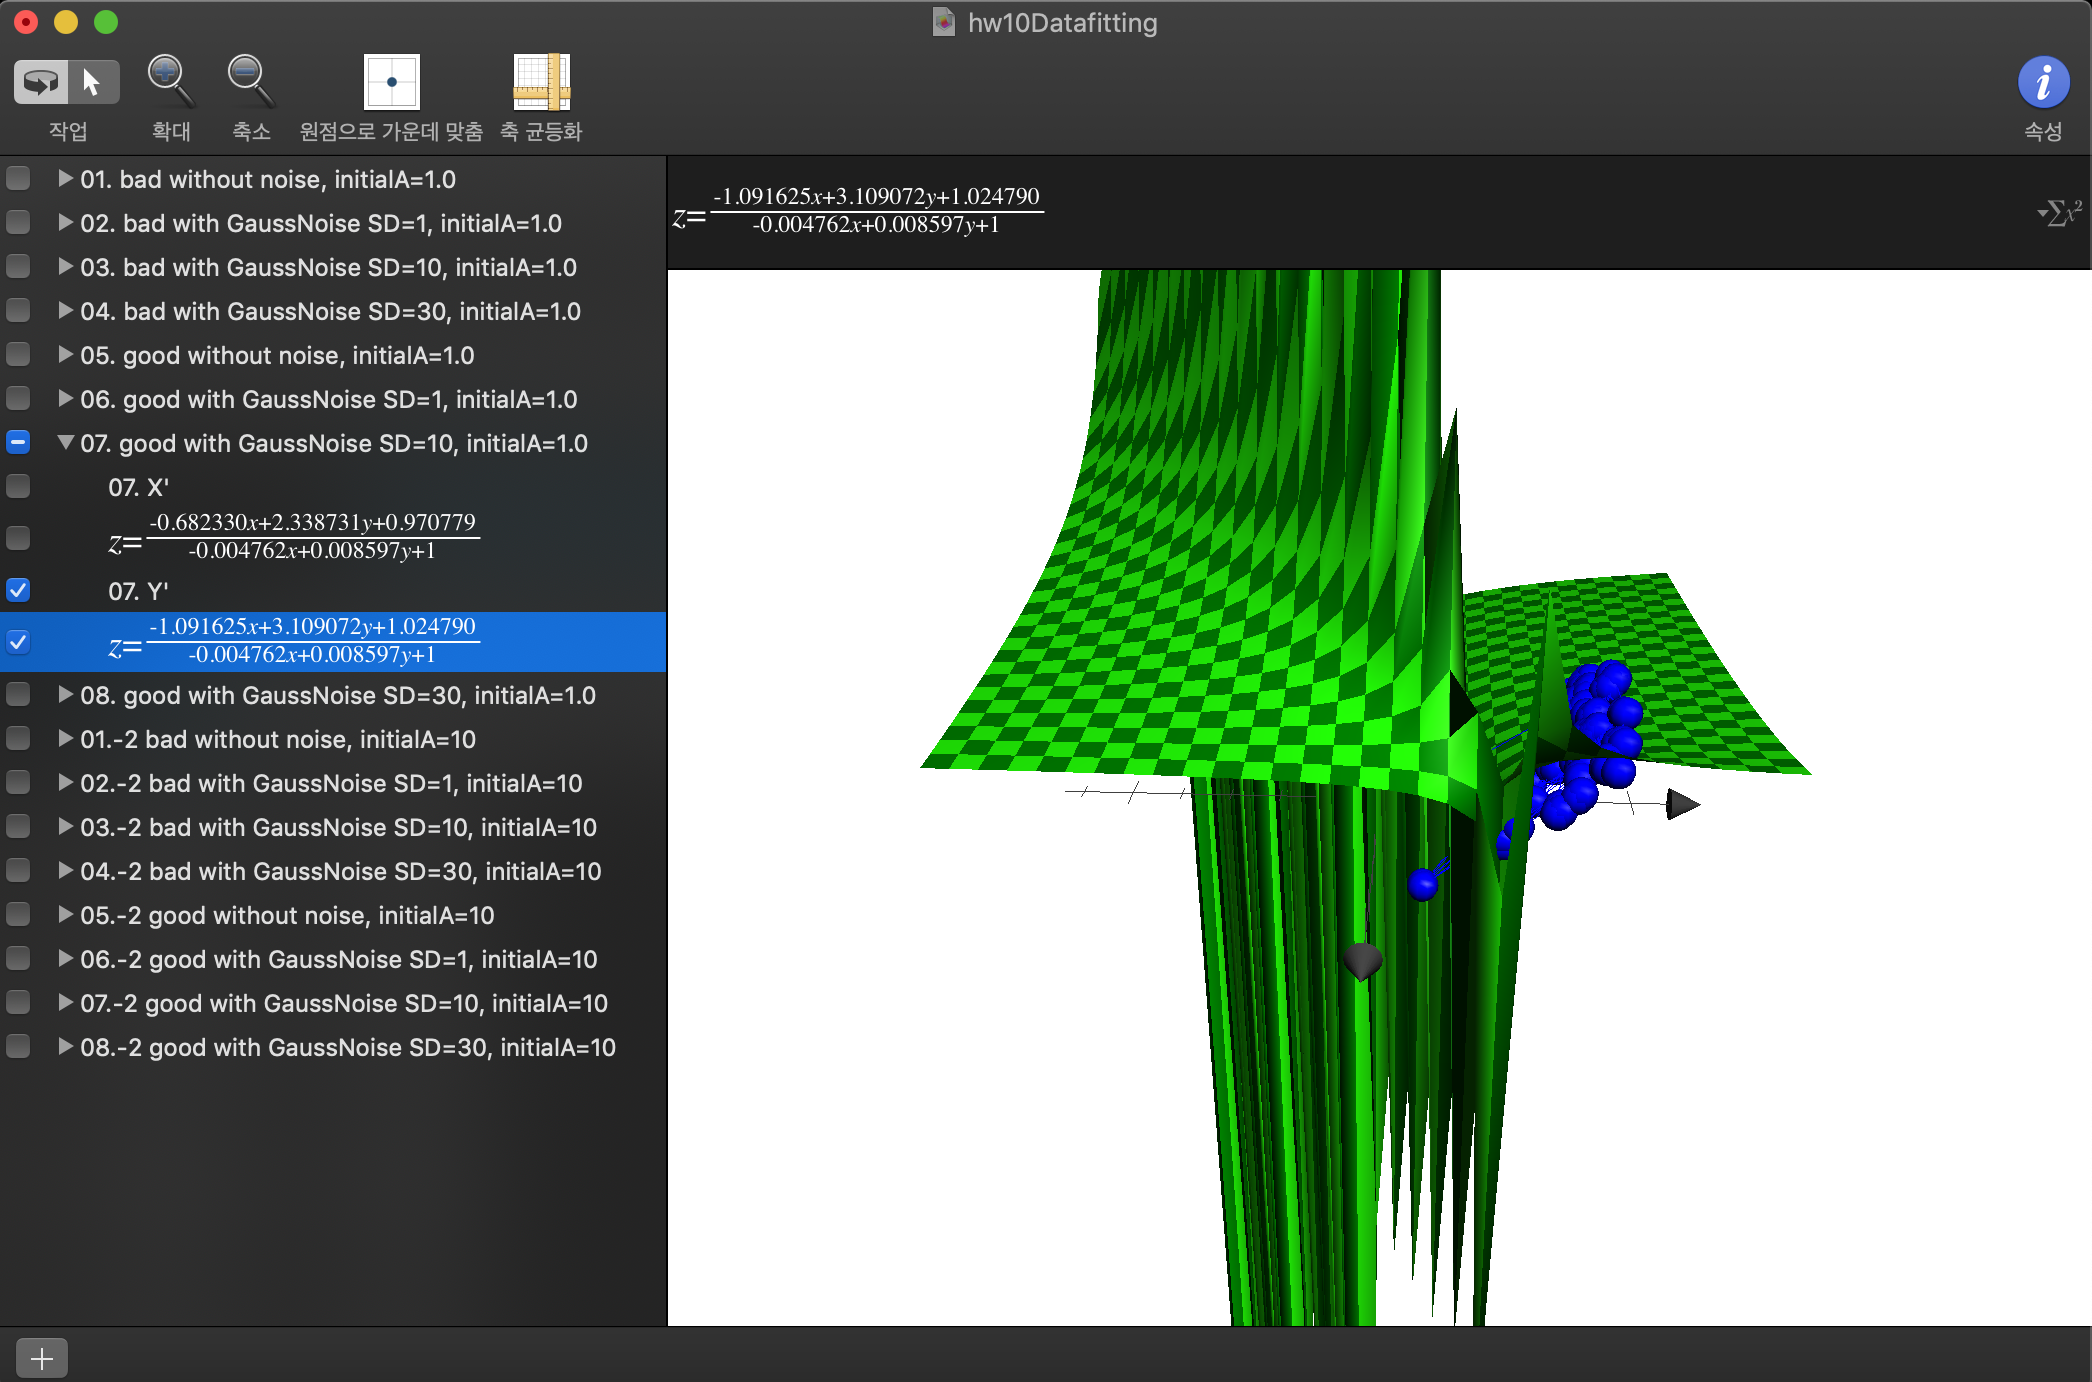 hw10Datafitting
작업
확대
축소
원점으로 가운데 맞춤
축 균등화
속성
01. bad without noise, initialA=1.0
02. bad with GaussNoise SD=1, initialA=1.0
03. bad with GaussNoise SD=10, initialA=1.0
04. bad with GaussNoise SD=30, initialA=1.0
05. good without noise, initialA=1.0
06. good with GaussNoise SD=1, initialA=1.0
07. good with GaussNoise SD=10, initialA=1.0
07. X'
-0.682330x+2.338731y+0.970779
z=
-0.004762x+0.008597y+1
07. Y'
-1.091625x+3.109072y+1.024790
z=
-0.004762x+0.008597y+1
08. good with GaussNoise SD=30, initialA=1.0
01.-2 bad without noise, initialA=10
02.-2 bad with GaussNoise SD=1, initialA=10
03.-2 bad with GaussNoise SD=10, initialA=10
04.-2 bad with GaussNoise SD=30, initialA=10
05.-2 good without noise, initialA=10
06.-2 good with GaussNoise SD=1, initialA=10
07.-2 good with GaussNoise SD=10, initialA=10
08.-2 good with GaussNoise SD=30, initialA=10
-1.091625x+3.109072y+1.024790
z=
-0.004762x+0.008597y+1
Σx²